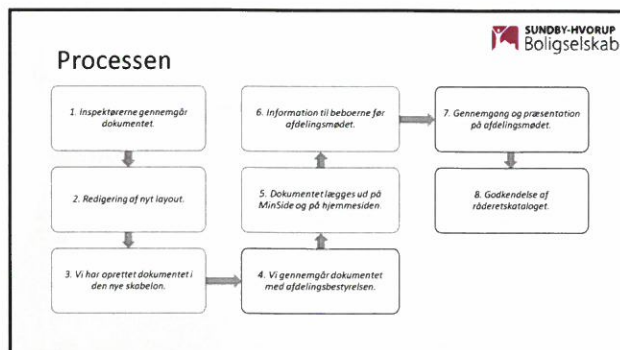 SUNDBY-HVORUP
Boligselskab
Processen
1. Inspektørerne gennemgår
dokumentet.
2. Redigering af nyt layout.
3. Vi har oprettet dokumentet i
den nye skabelon.
4. Vi gennemgår dokumentet
med afdelingsbestyrelsen.
5. Dokumentet lægges ud på
MinSide og på hjemmesiden.
6. Information til beboerne før
afdelingsmødet.
7. Gennemgang og præsentation
på afdelingsmødet.
8. Godkendelse af
råderetskataloget.